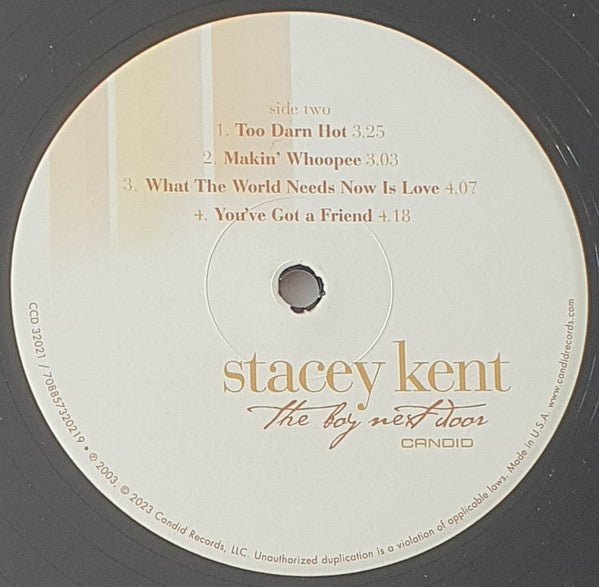 side two
1. Too Darn Hot 3.25
2. Makin' Whoopee 3.03
3. What The World Needs Now Is Love 4.07
4. You've Got a Friend 4.18
stacey kent
the boy next door
CANDID
CCD 32021 / 708857320219 • ℗ 2003, © 2023 Candid Records, LLC. Unauthorized duplication is a violation of applicable laws. Made in U.S.A. www.candidrecords.com